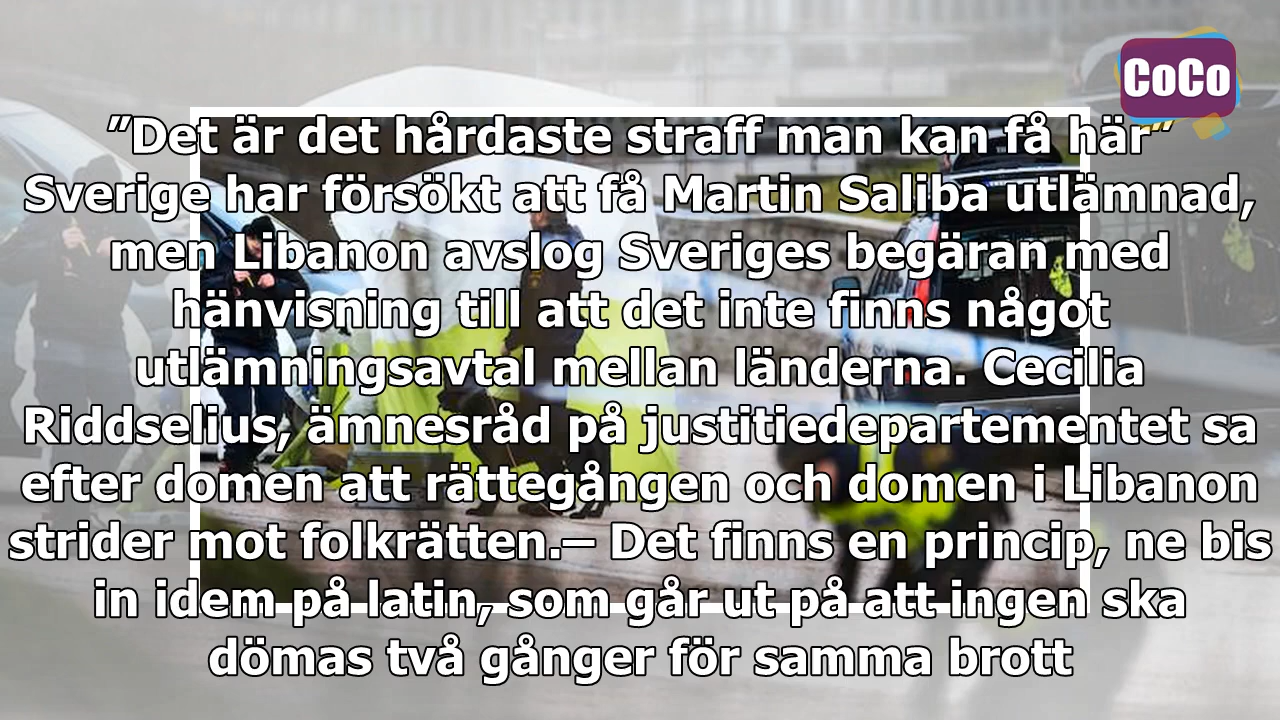 CoCo
”Det är det hårdaste straff man kan få här”
Sverige har försökt att få Martin Saliba utlämnad,
men Libanon avslog Sveriges begäran med
hänvisning till att det inte finns något
utlämningsavtal mellan länderna. Cecilia
Riddselius, ämnesråd på justitiedepartementet sa
efter domen att rättegången och domen i Libanon
strider mot folkrätten.– Det finns en princip, ne bis
in idem på latin, som går ut på att ingen ska
dömas två gånger för samma brott